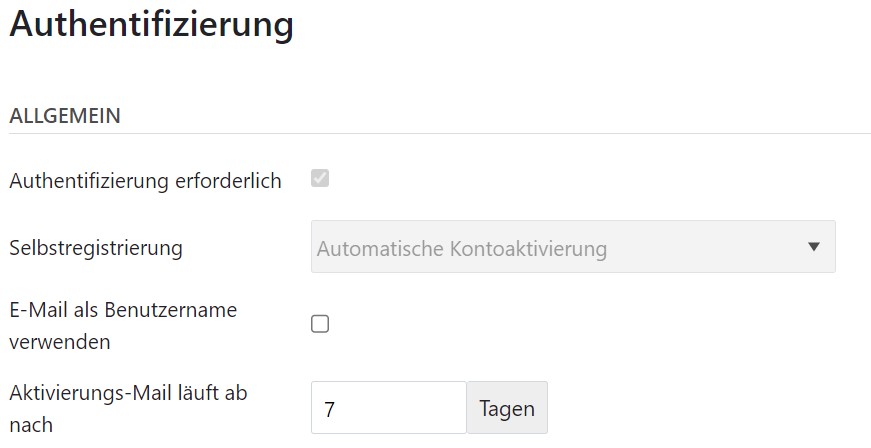 Authentifizierung
ALLGEMEIN
Authentifizierung erforderlich
Selbstregistrierung
Automatische Kontoaktivierung
E-Mail als Benutzername
verwenden
Aktivierungs-Mail läuft ab
nach
7 Tagen